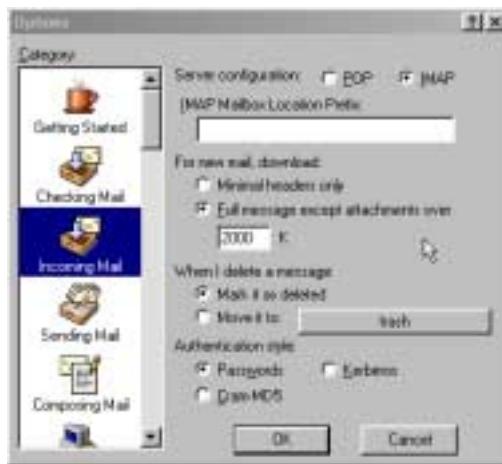 Options
Category
Getting Started
Checking Mail
Incoming Mail
Sending Mail
Composing Mail
Server configuration: POP IMAP
IMAP Mailbox Location Prefix:
For new mail, download:
Minimal headers only
Full message except attachments over
2000 K
When I delete a message:
Mark it as deleted
Move it to: trash
Authentication style:
Passwords Kerberos
Cram-MD5
OK Cancel